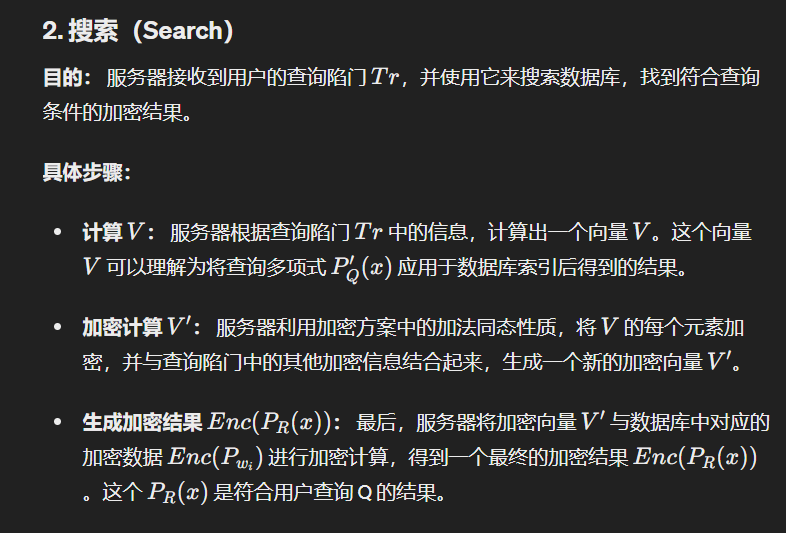 2. 搜索（Search）
目的： 服务器接收到用户的查询陷门 Tr，并使用它来搜索数据库，找到符合查询
条件的加密结果。
具体步骤：
• 计算 V： 服务器根据查询陷门 Tr 中的信息，计算出一个向量 V。这个向量
V 可以理解为将查询多项式 P′_Q(x) 应用于数据库索引后得到的结果。
• 加密计算 V′： 服务器利用加密方案中的加法同态性质，将 V 的每个元素加
密，并与查询陷门中的其他加密信息结合起来，生成一个新的加密向量 V′。
• 生成加密结果 Enc(P_R(x))： 最后，服务器将加密向量 V′ 与数据库中对应的
加密数据 Enc(P_{w_i}) 进行加密计算，得到一个最终的加密结果 Enc(P_R(x))
。这个 P_R(x) 是符合用户查询 Q 的结果。